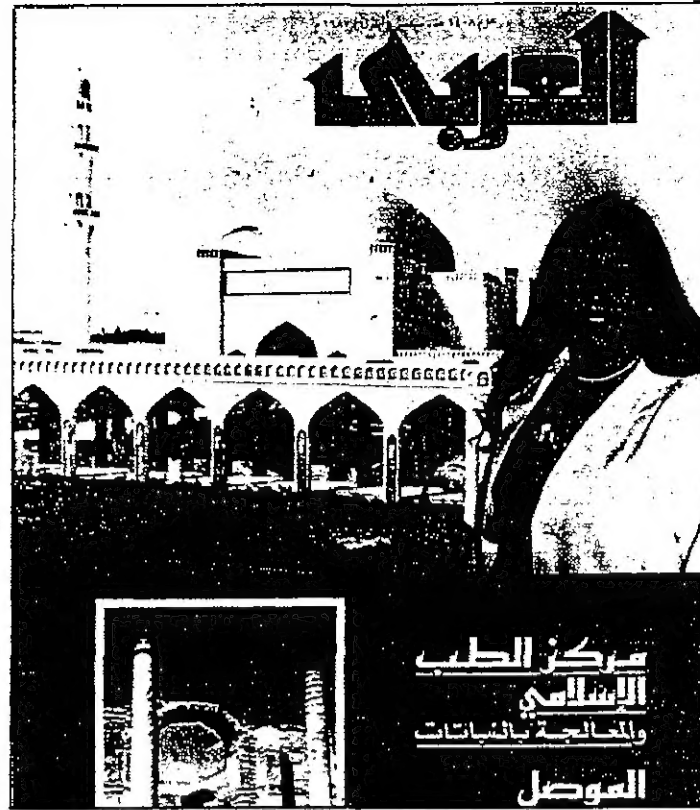 العربي
مركز الطب
الإسلامي
والمعالجة بالنباتات
الموصل